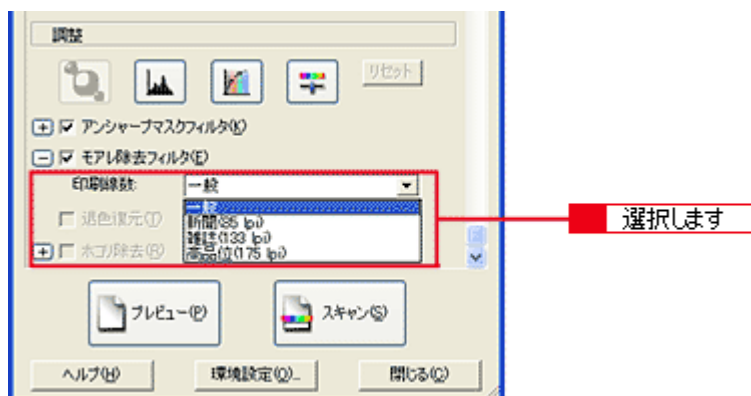 調整
リセット
アンシャープマスクフィルタ(K)
モアレ除去フィルタ(E)
印刷線数:
一般
一般
退色復元(T)
新聞(85 lpi)
雑誌(133 lpi)
ホコリ除去(R)
高品位(175 lpi)
選択します
プレビュー(P)
スキャン(S)
ヘルプ(H)
環境設定(O)...
閉じる(C)